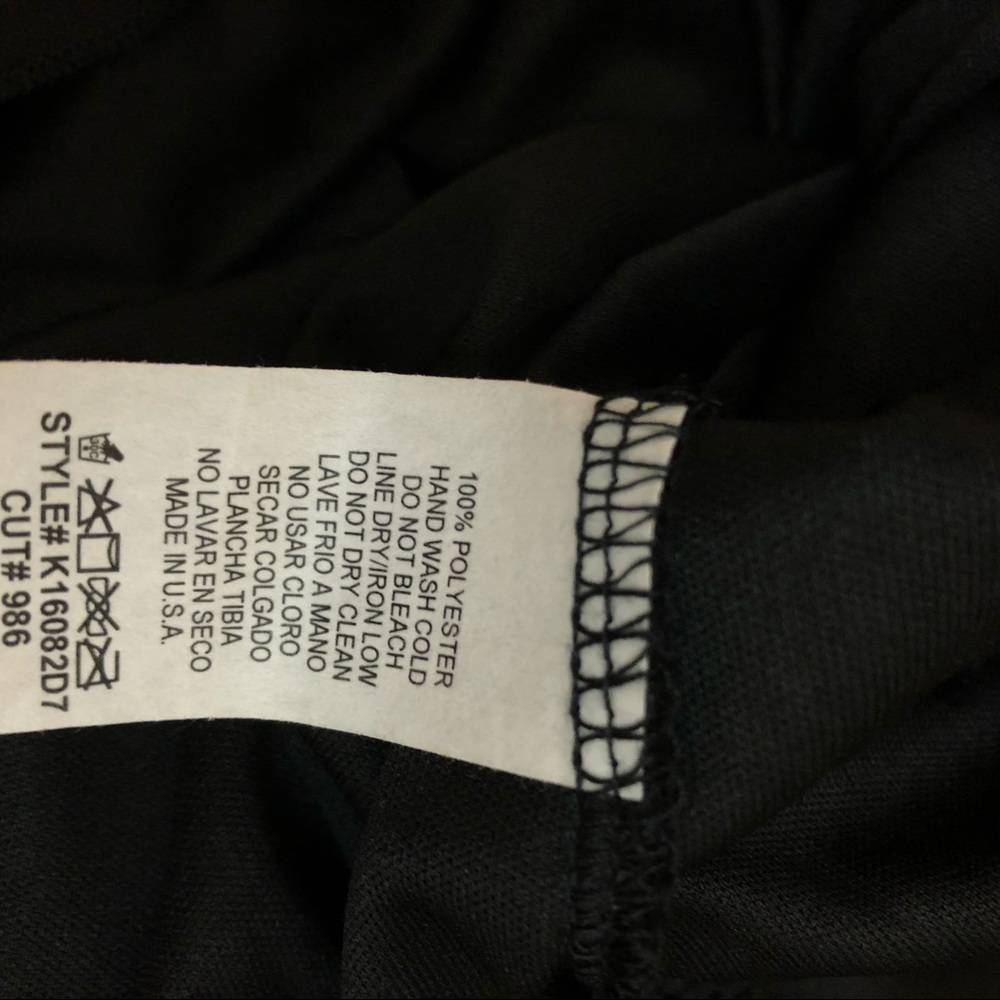 100% POLYESTER
HAND WASH COLD
DO NOT BLEACH
LINE DRY/IRON LOW
DO NOT DRY CLEAN
LAVE FRIO A MANO
NO USAR CLORO
SECAR COLGADO
PLANCHA TIBIA
NO LAVAR EN SECO
MADE IN U.S.A.
STYLE# K16082D7
CUT# 986